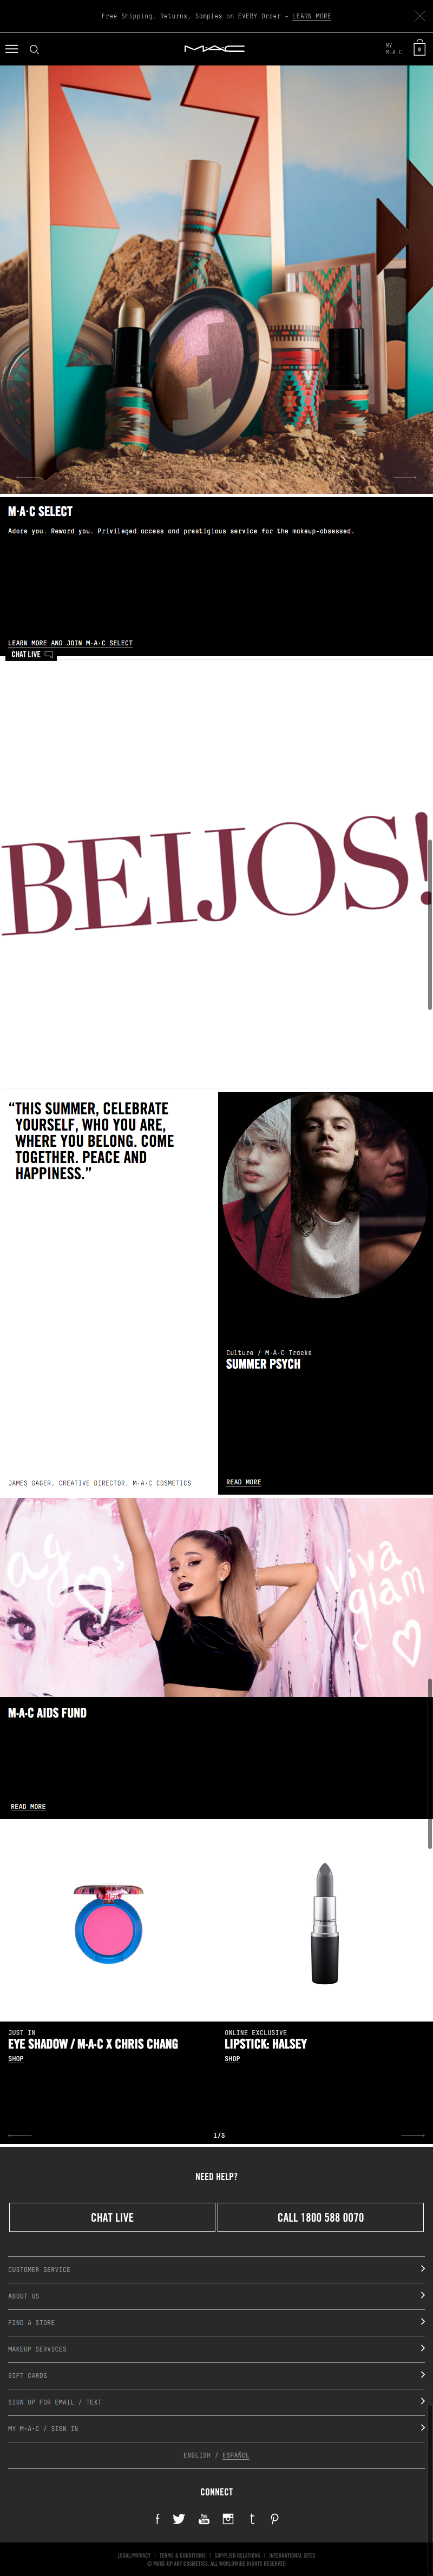 Free Shipping, Returns, Samples on EVERY Order – LEARN MORE
MAC
MY
M·A·C
0
M·A·C SELECT
Adore you. Reward you. Privileged access and prestigious service for the makeup-obsessed.
LEARN MORE AND JOIN M·A·C SELECT
CHAT LIVE
BEIJOS!
“THIS SUMMER, CELEBRATE
YOURSELF, WHO YOU ARE,
WHERE YOU BELONG. COME
TOGETHER. PEACE AND
HAPPINESS.”
JAMES GAGER, CREATIVE DIRECTOR, M·A·C COSMETICS
Culture / M·A·C Tracks
SUMMER PSYCH
READ MORE
ag
viva
glam
M·A·C AIDS FUND
READ MORE
JUST IN
EYE SHADOW / M·A·C X CHRIS CHANG
SHOP
ONLINE EXCLUSIVE
LIPSTICK: HALSEY
SHOP
1/5
NEED HELP?
CHAT LIVE
CALL 1800 588 0070
CUSTOMER SERVICE
ABOUT US
FIND A STORE
MAKEUP SERVICES
GIFT CARDS
SIGN UP FOR EMAIL / TEXT
MY M·A·C / SIGN IN
ENGLISH / ESPAÑOL
CONNECT
f You Tube t
LEGAL/PRIVACY | TERMS & CONDITIONS | SUPPLIER RELATIONS | INTERNATIONAL SITES
© MAKE-UP ART COSMETICS. ALL WORLDWIDE RIGHTS RESERVED